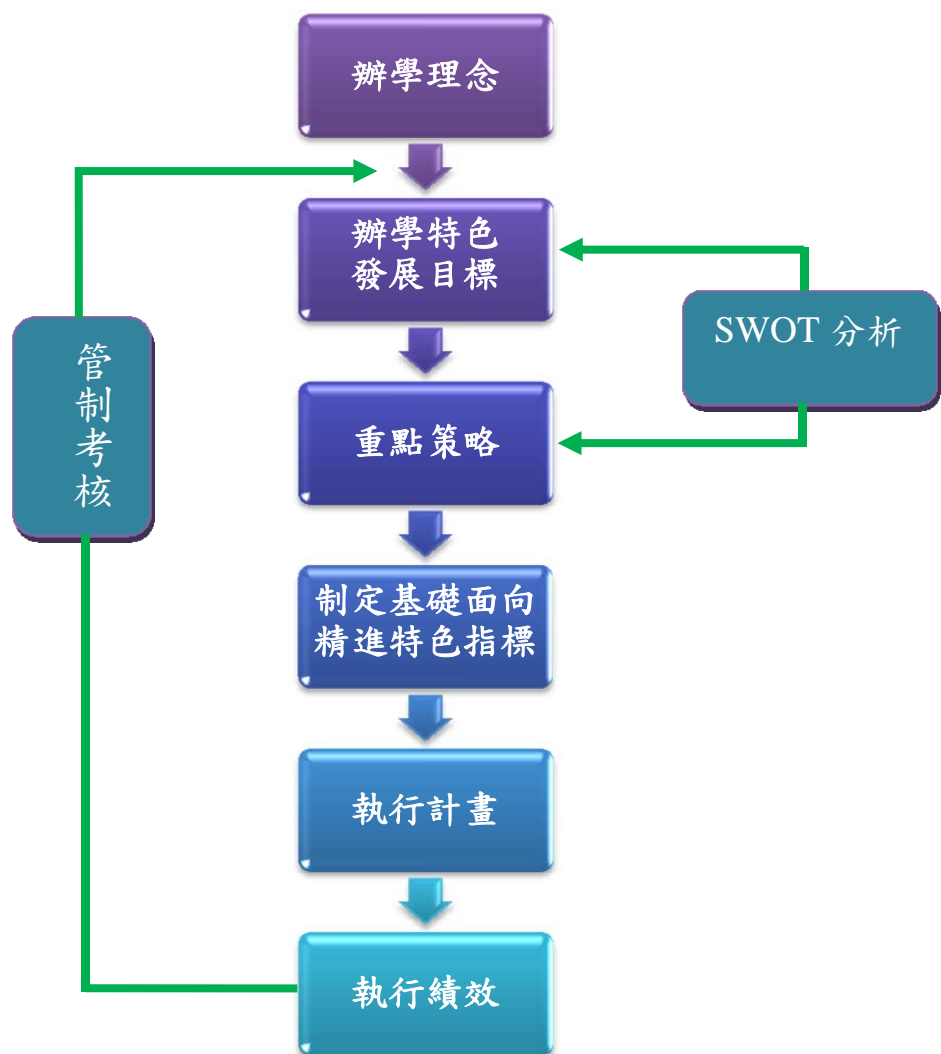 辦學理念
辦學特色
發展目標
SWOT 分析
管制考核
重點策略
制定基礎面向
精進特色指標
執行計畫
執行績效